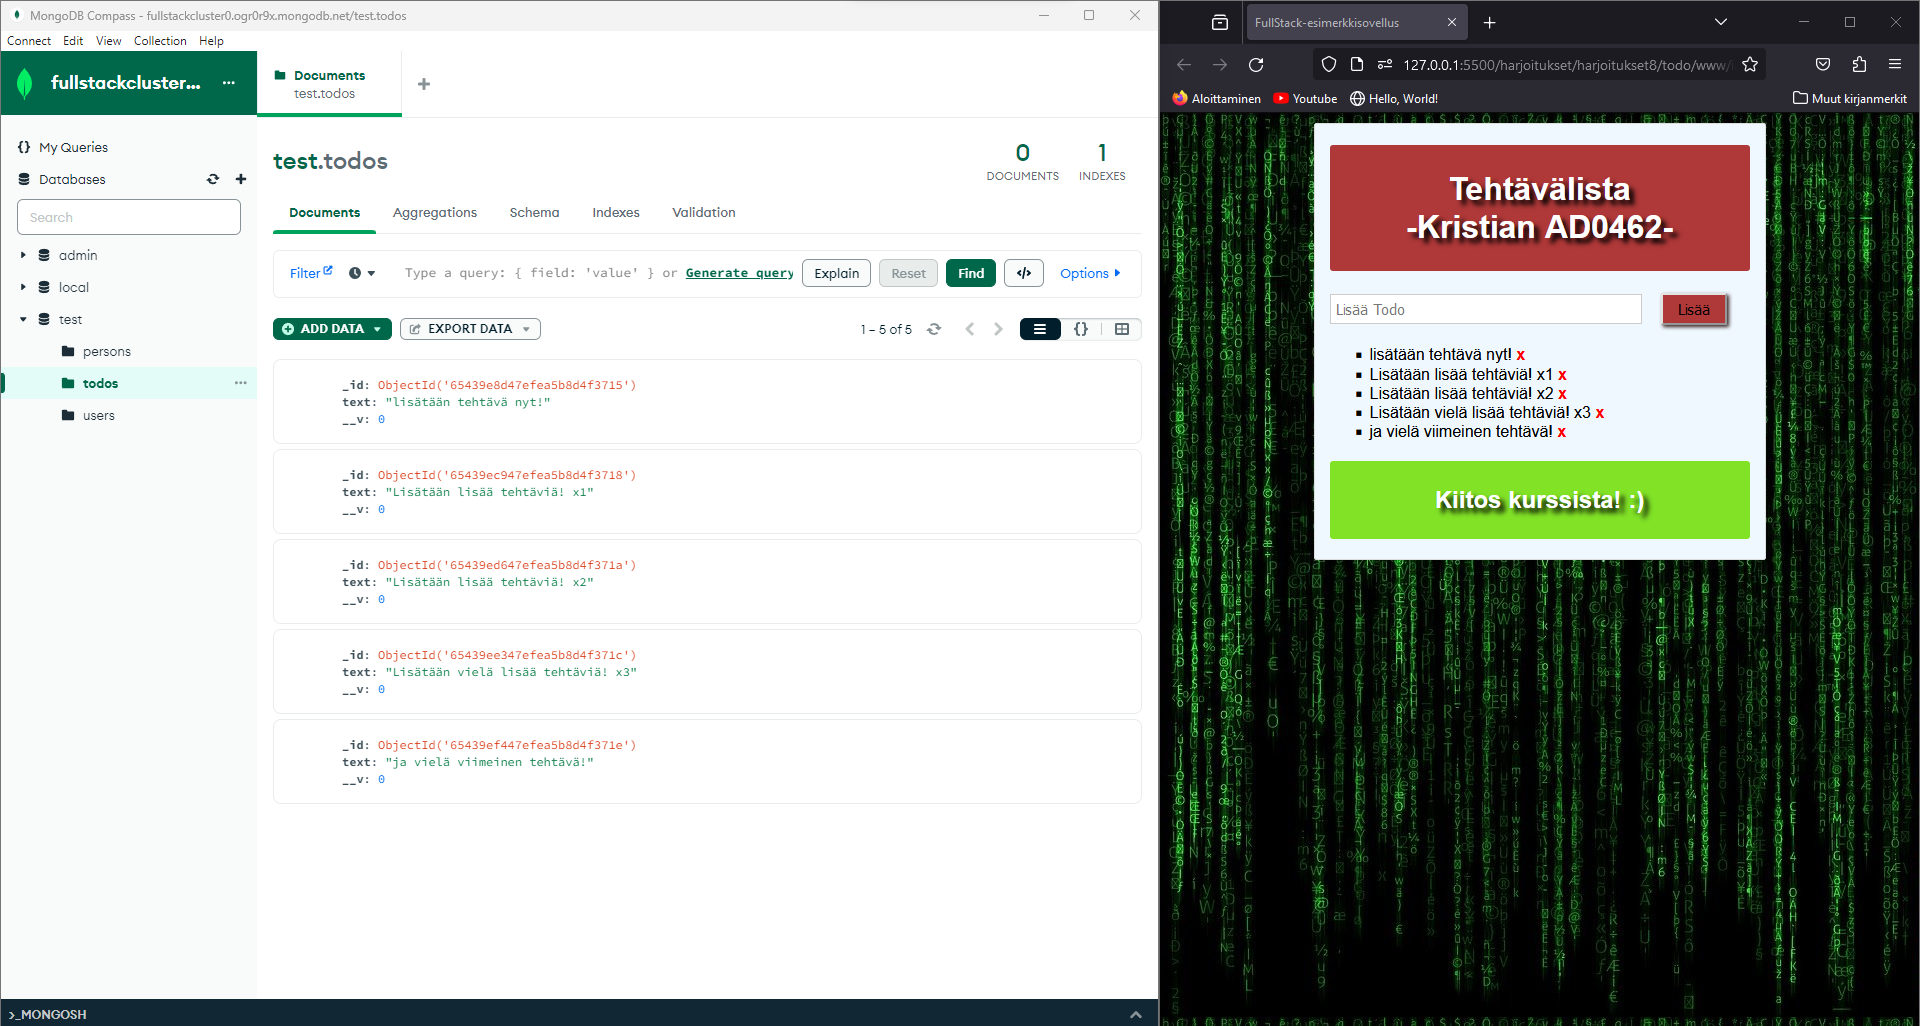 MongoDB Compass - fullstackcluster0.ogr0r9x.mongodb.net/test.todos
Connect Edit View Collection Help
fullstackcluster...
Documents
test.todos
My Queries
Databases
Search
admin
local
test
persons
todos
users
test.todos
0
DOCUMENTS
1
INDEXES
Documents Aggregations Schema Indexes Validation
Filter Type a query: { field: 'value' } or Generate query Explain Reset Find </> Options
ADD DATA EXPORT DATA 1 – 5 of 5 {}
_id: ObjectId('65439e8d47efea5b8d4f3715')
text: "lisätään tehtävä nyt!"
__v: 0
_id: ObjectId('65439ec947efea5b8d4f3718')
text: "Lisätään lisää tehtäviä! x1"
__v: 0
_id: ObjectId('65439ed647efea5b8d4f371a')
text: "Lisätään lisää tehtäviä! x2"
__v: 0
_id: ObjectId('65439ee347efea5b8d4f371c')
text: "Lisätään vielä lisää tehtäviä! x3"
__v: 0
_id: ObjectId('65439ef447efea5b8d4f371e')
text: "ja vielä viimeinen tehtävä!"
__v: 0
>_MONGOSH
FullStack-esimerkkisovellus
127.0.0.1:5500/harjoitukset/harjoitukset8/todo/www/
Aloittaminen Youtube Hello, World! Muut kirjanmerkit
Tehtävälista
-Kristian AD0462-
Lisää Todo Lisää
lisätään tehtävä nyt! x
Lisätään lisää tehtäviä! x1 x
Lisätään lisää tehtäviä! x2 x
Lisätään vielä lisää tehtäviä! x3 x
ja vielä viimeinen tehtävä! x
Kiitos kurssista! :)